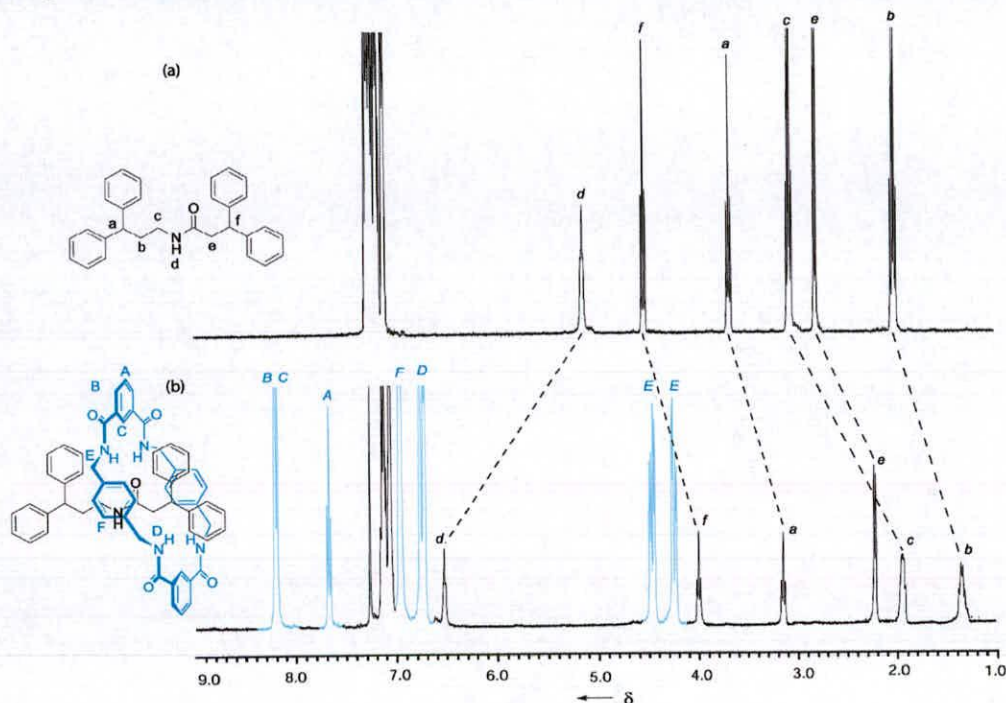 f a c e b
(a)
d
c
O
a
b
N
H
d
e
f
(b)
A
B C A F D E E
B
O O
C
N H
H N
E
O
F
N
H
D
N H
H N
O O
d f a e c b
9.0 8.0 7.0 6.0 5.0 4.0 3.0 2.0 1.0
← δ